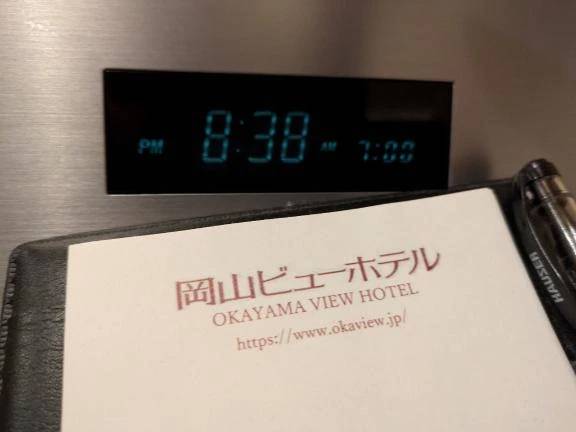 PM 8:38 AM 7:00
岡山ビューホテル
OKAYAMA VIEW HOTEL
https://www.okaview.jp/
HAUSER